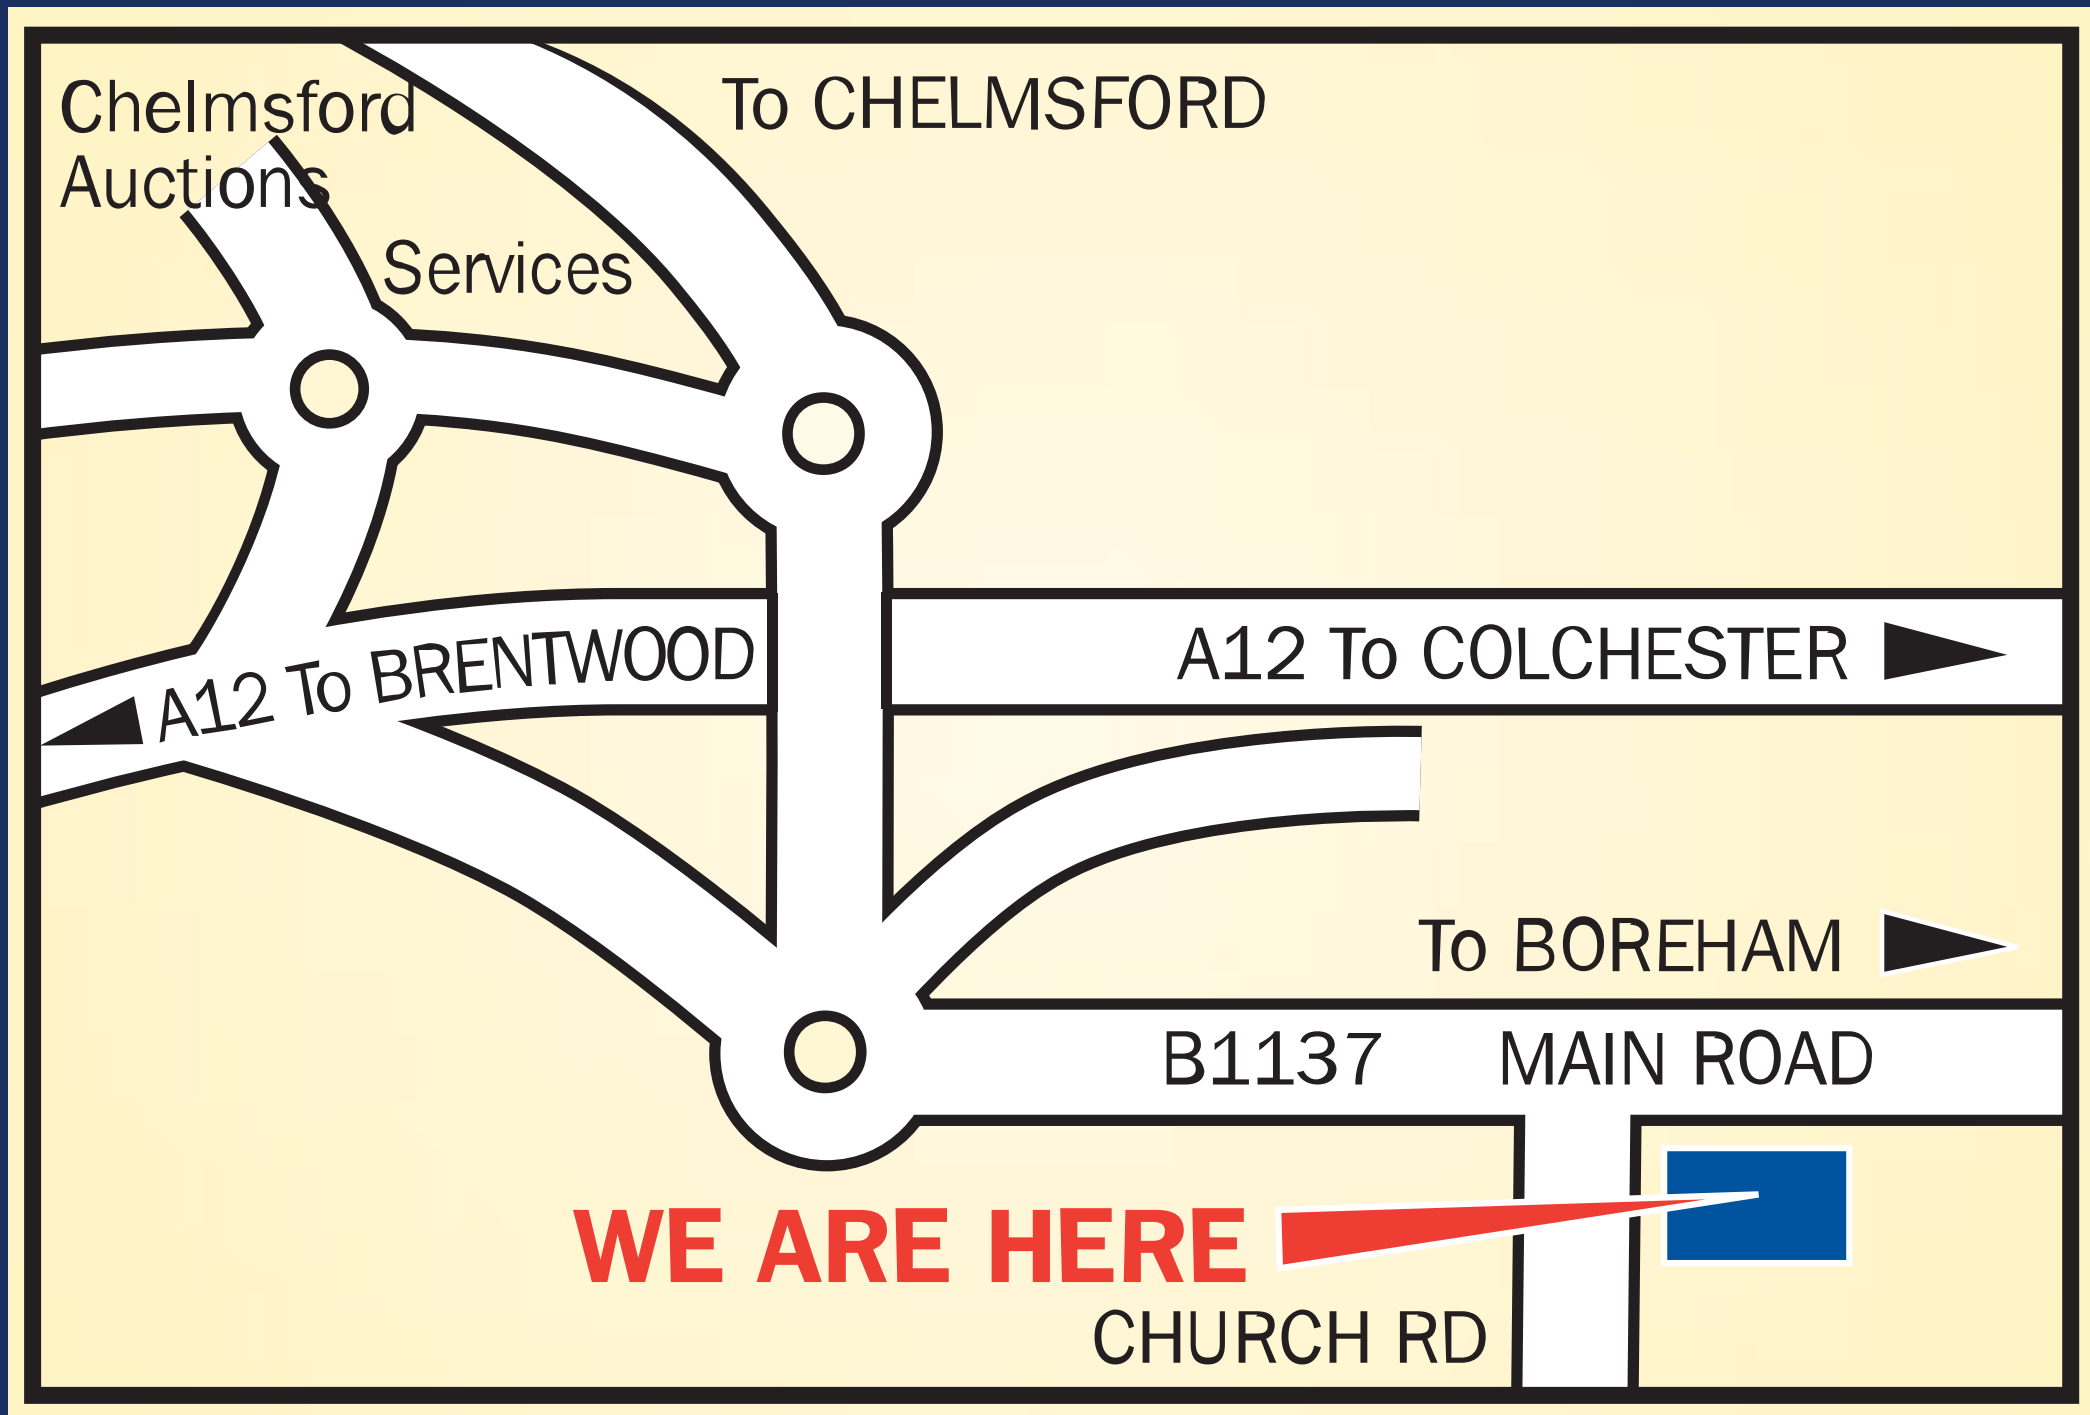 Chelmsford
Auctions
To CHELMSFORD
Services
A12 To BRENTWOOD
A12 To COLCHESTER
To BOREHAM
B1137 MAIN ROAD
WE ARE HERE
CHURCH RD